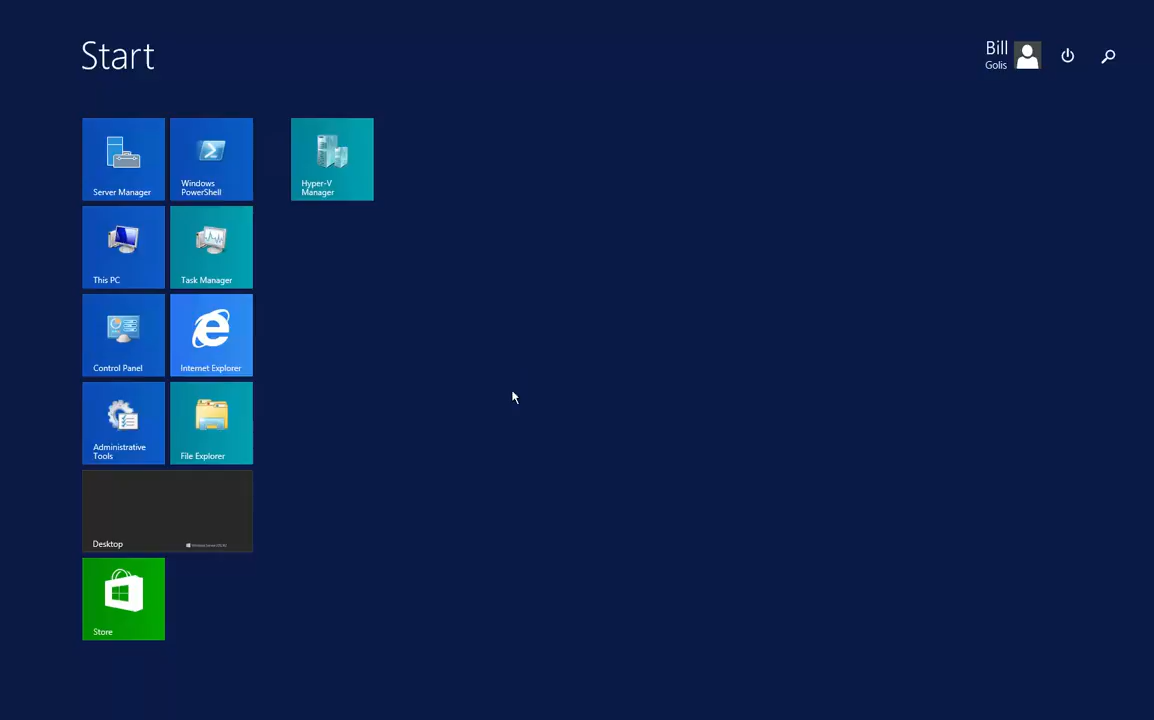 Start
Bill
Golis
Server Manager
Windows
PowerShell
Hyper-V
Manager
This PC
Task Manager
Control Panel
Internet Explorer
Administrative
Tools
File Explorer
Desktop
Store